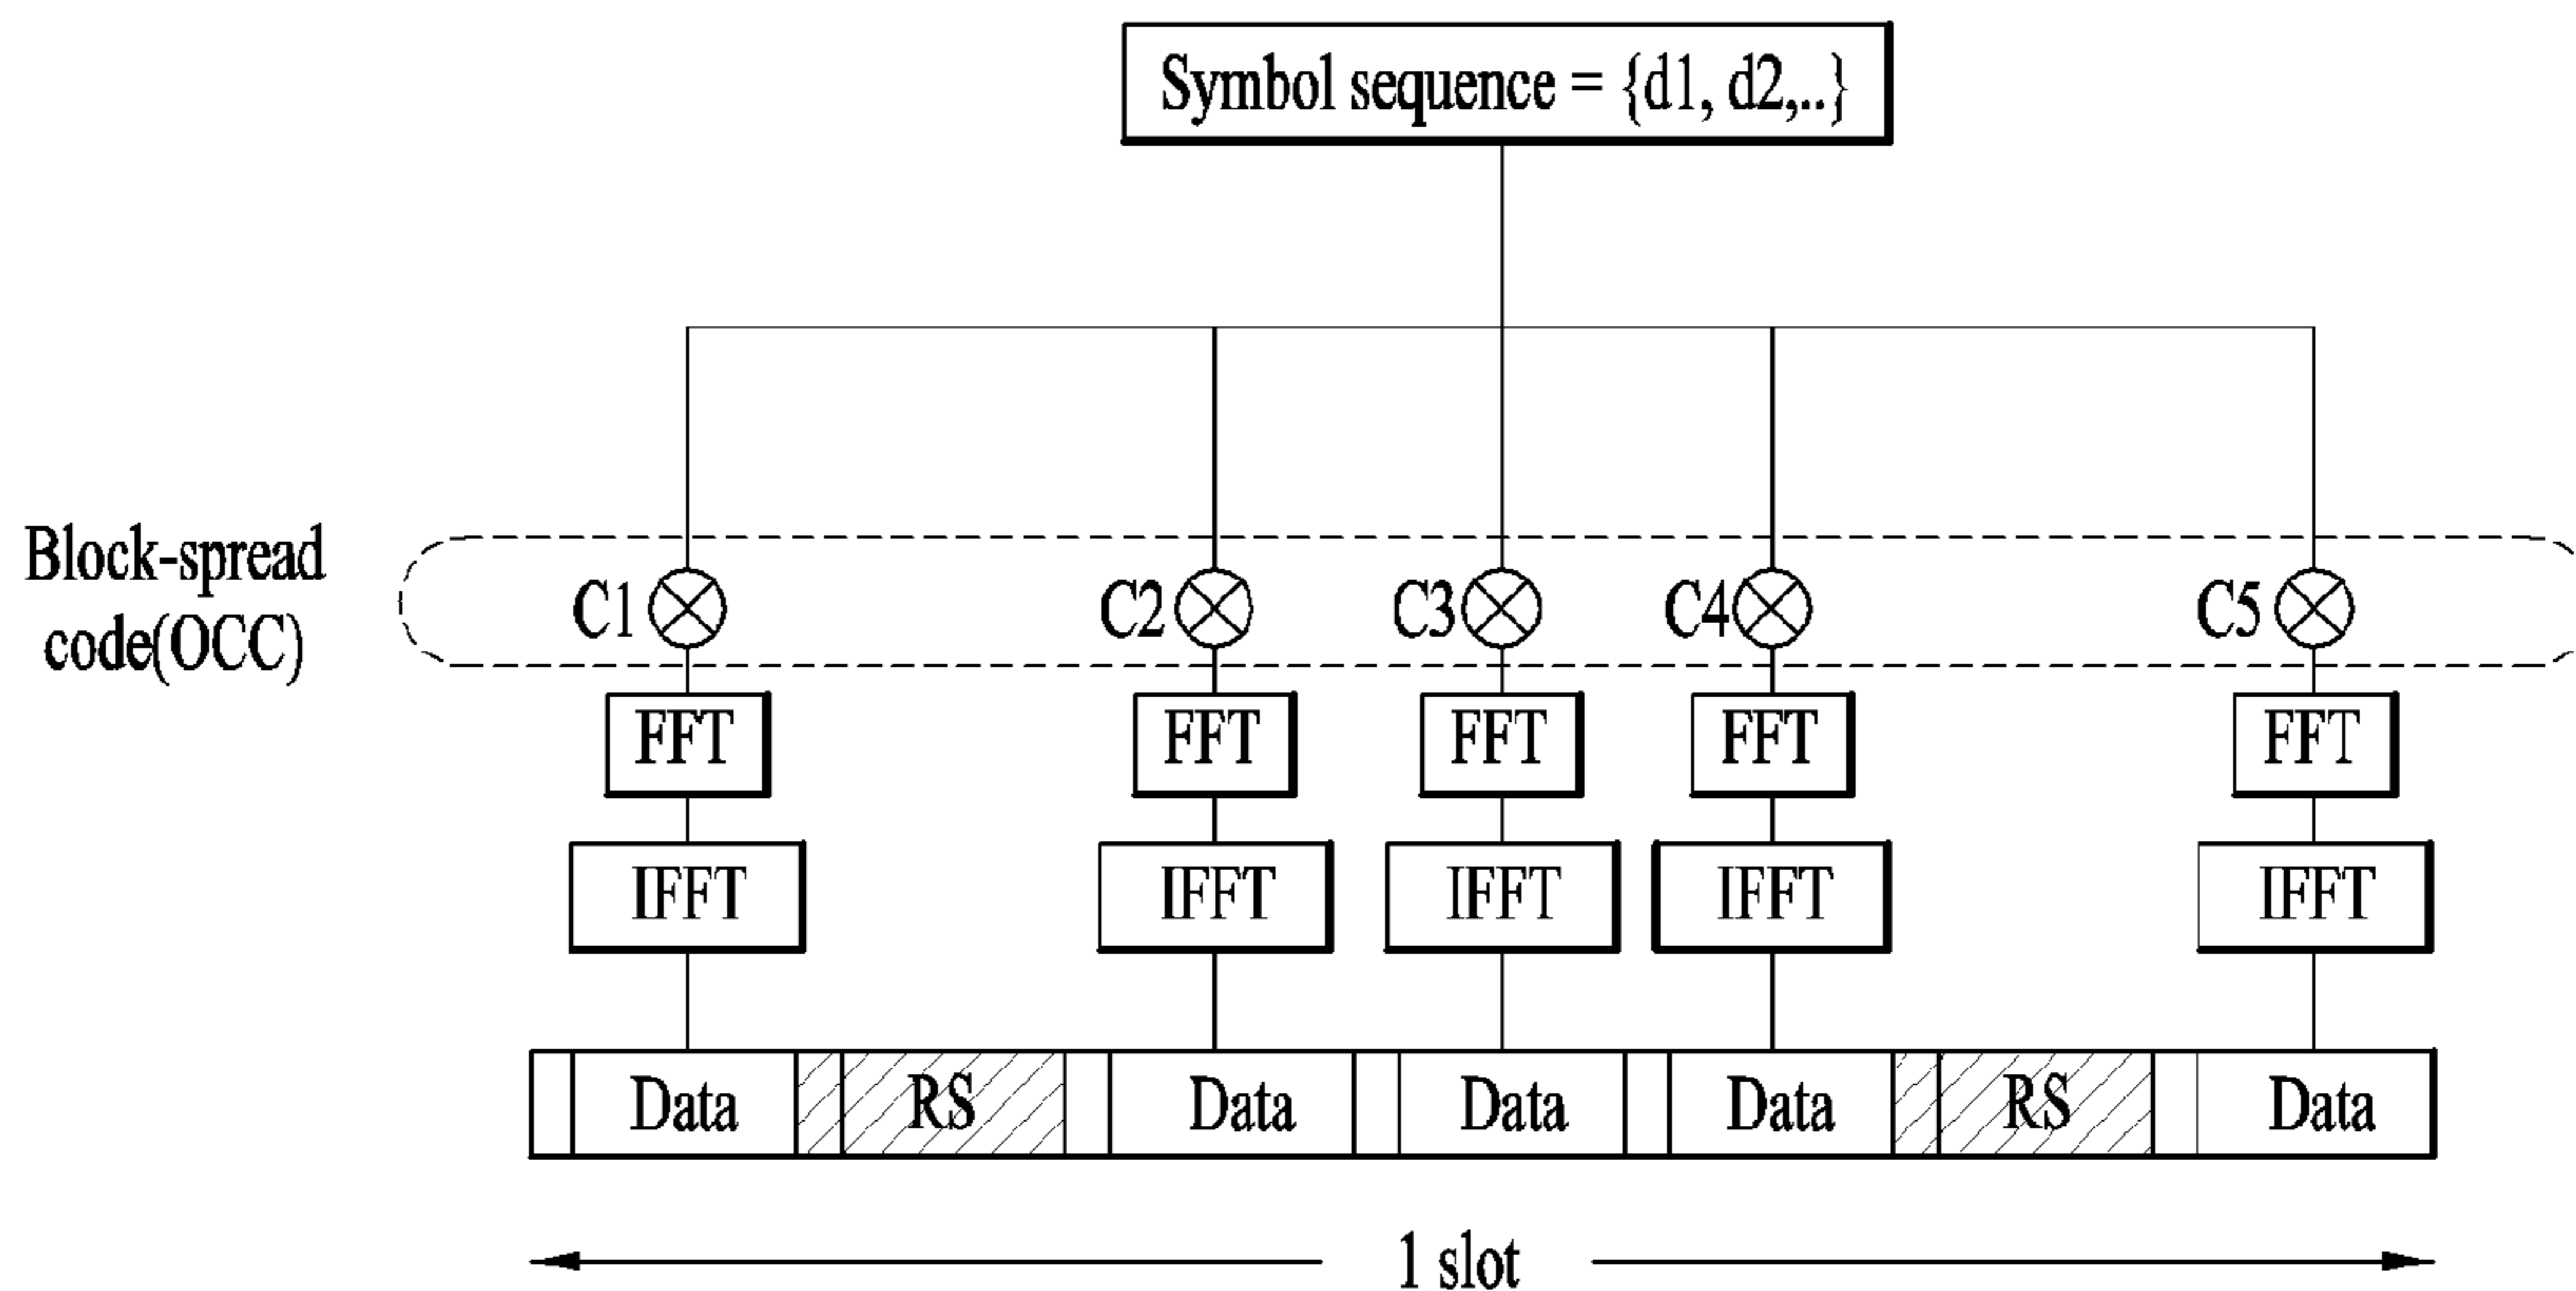 Symbol sequence = {d1, d2,..}
Block-spread
code(OCC)
C1 C2 C3 C4 C5
FFT FFT FFT FFT FFT
IFFT IFFT IFFT IFFT IFFT
Data RS Data Data Data RS Data
1 slot